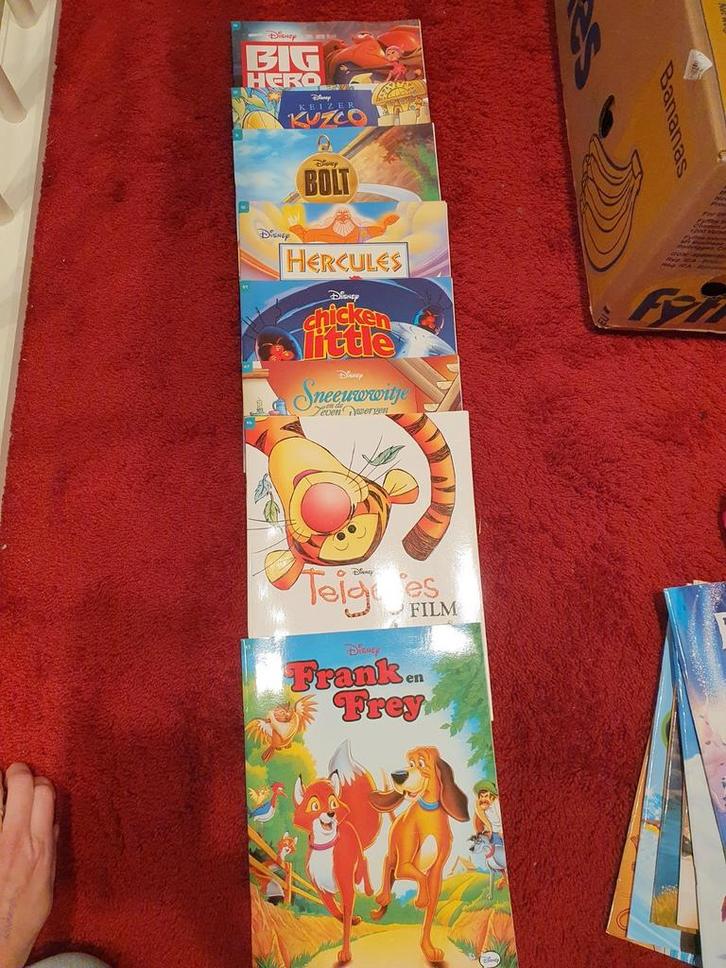 Disney
BIG
HERO
Disney
KEIZER
KUZCO
Disney
BOLT
Disney
HERCULES
Disney
chicken
little
Disney
Sneeuwwitje
en de
Zeven Dwergen
Disney
Teigetjes
FILM
Disney
Frank en
Frey
Disney
Bananas